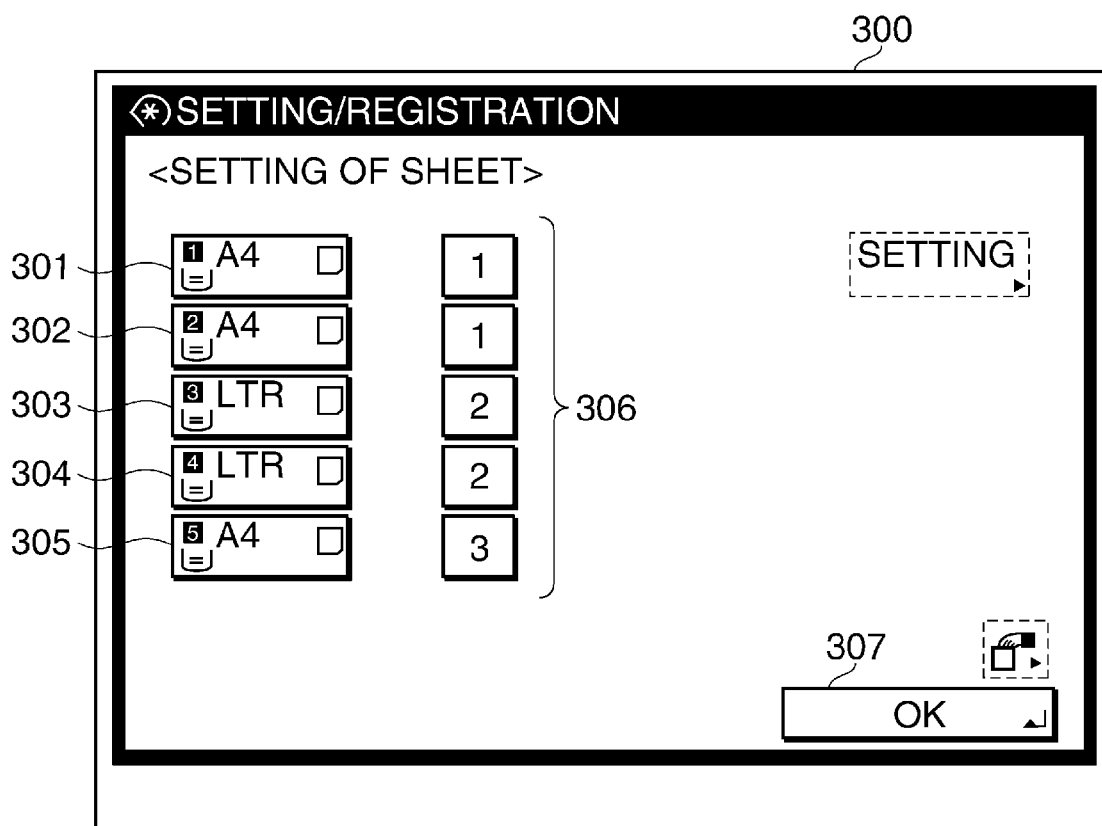 300
SETTING/REGISTRATION
<SETTING OF SHEET>
301 1 A4 1 SETTING
302 2 A4 1
303 3 LTR 2 306
304 4 LTR 2
305 5 A4 3
307
OK